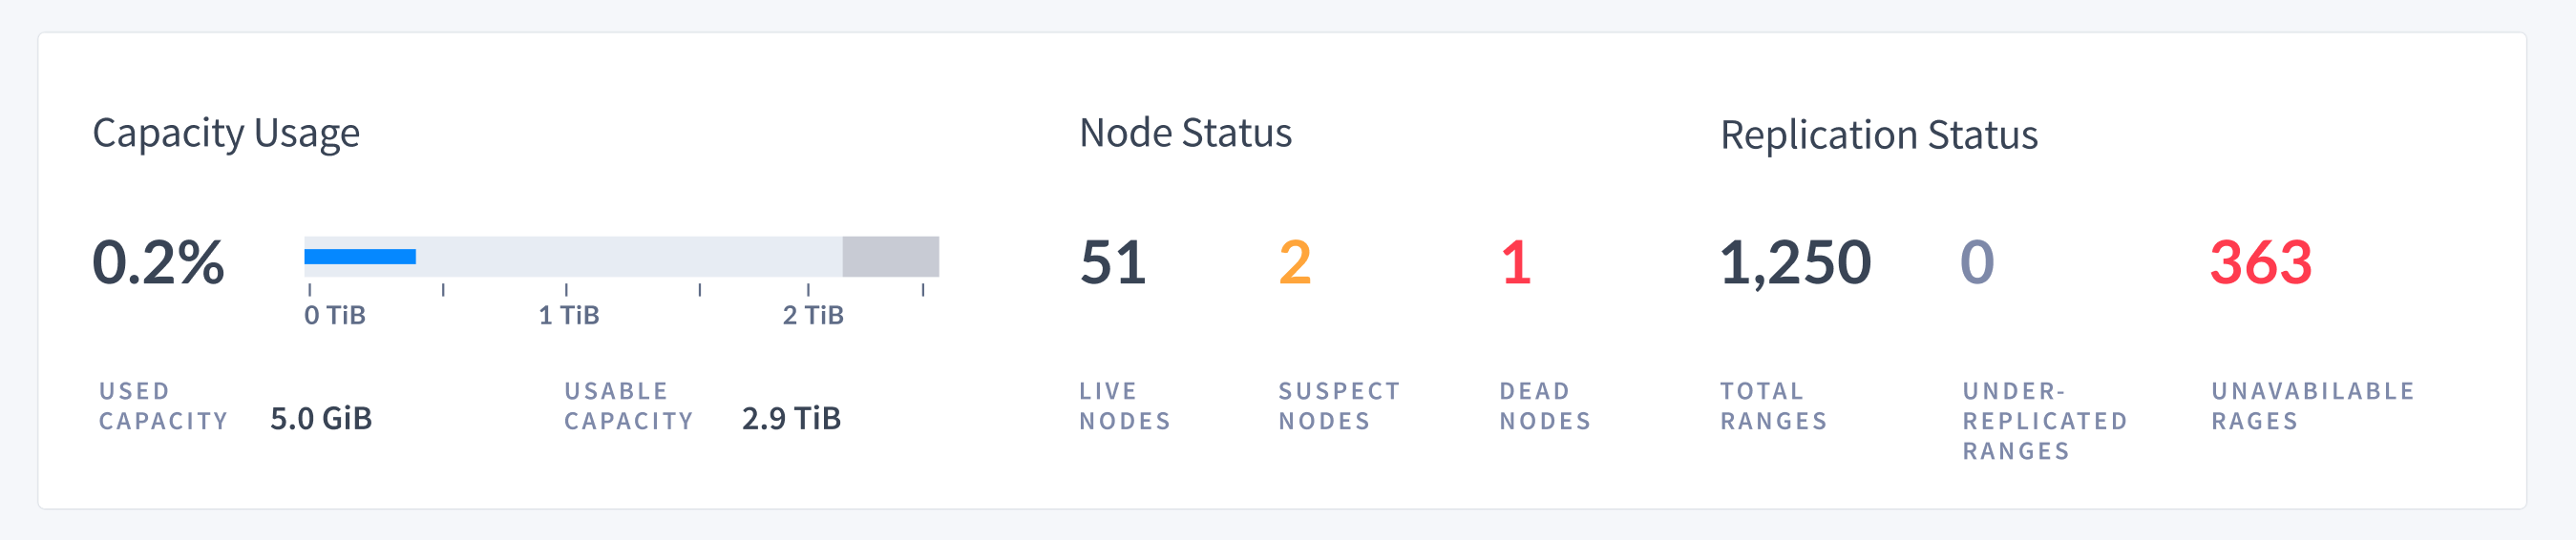 Capacity Usage
0.2%
0 TiB
1 TiB
2 TiB
USED
CAPACITY
5.0 GiB
USABLE
CAPACITY
2.9 TiB
Node Status
51
LIVE
NODES
2
SUSPECT
NODES
1
DEAD
NODES
Replication Status
1,250
TOTAL
RANGES
0
UNDER-
REPLICATED
RANGES
363
UNAVABILABLE
RAGES